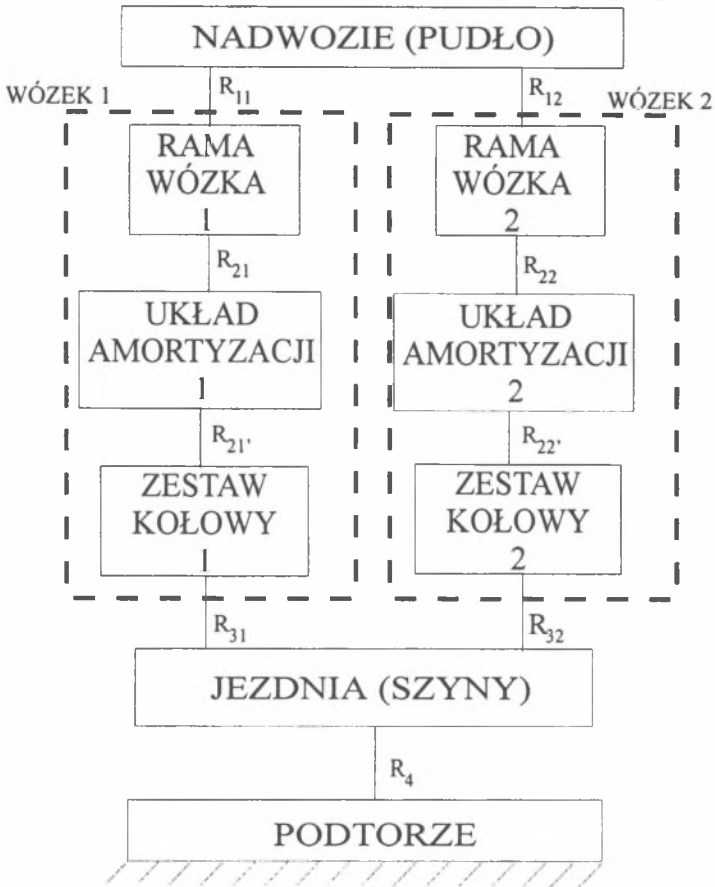 NADWOZIE (PUDŁO)
WÓZEK 1
R11
R12
WÓZEK 2
RAMA
WÓZKA
1
RAMA
WÓZKA
2
R21
R22
UKŁAD
AMORTYZACJI
1
UKŁAD
AMORTYZACJI
2
R21'
R22'
ZESTAW
KOŁOWY
1
ZESTAW
KOŁOWY
2
R31
R32
JEZDNIA (SZYNY)
R4
PODTORZE